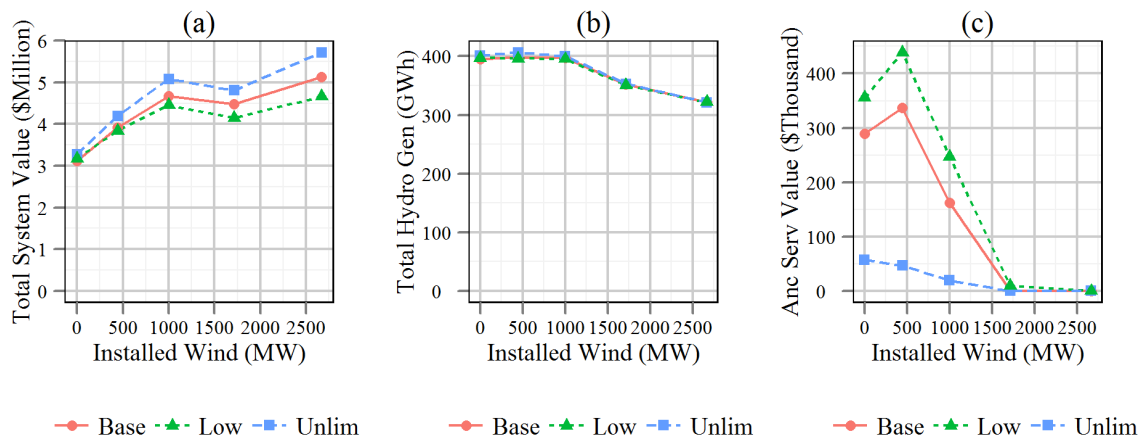 (a)
Total System Value ($Million)
6
5
4
3
2
1
0
0 500 1000 1500 2000 2500
Installed Wind (MW)
Base Low Unlim
(b)
Total Hydro Gen (GWh)
400
300
200
100
0
0 500 1000 1500 2000 2500
Installed Wind (MW)
Base Low Unlim
(c)
Anc Serv Value ($Thousand)
400
300
200
100
0
0 500 1000 1500 2000 2500
Installed Wind (MW)
Base Low Unlim